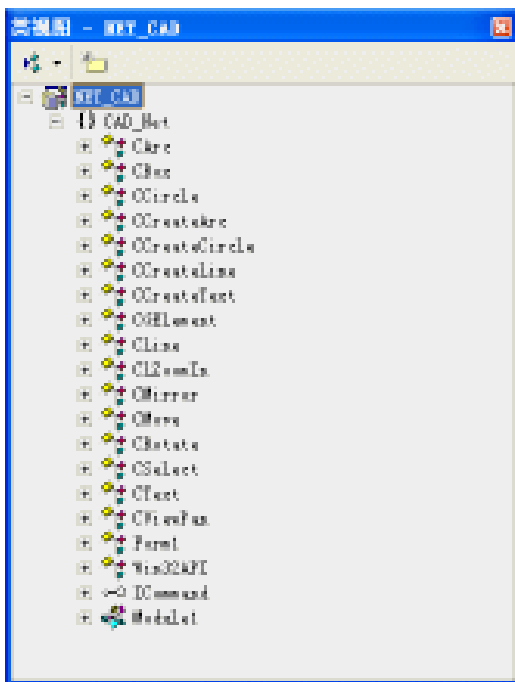 类视图 - NET_CAD
NET_CAD
{} CAD_Net
CArc
CBox
CCircle
CCreateArc
CCreateCircle
CCreateLine
CCreateText
CGElement
CLine
CLZoomIn
CMirror
CMove
CRotate
CSelect
CText
CViewPan
Form1
Win32API
ICommand
Module1